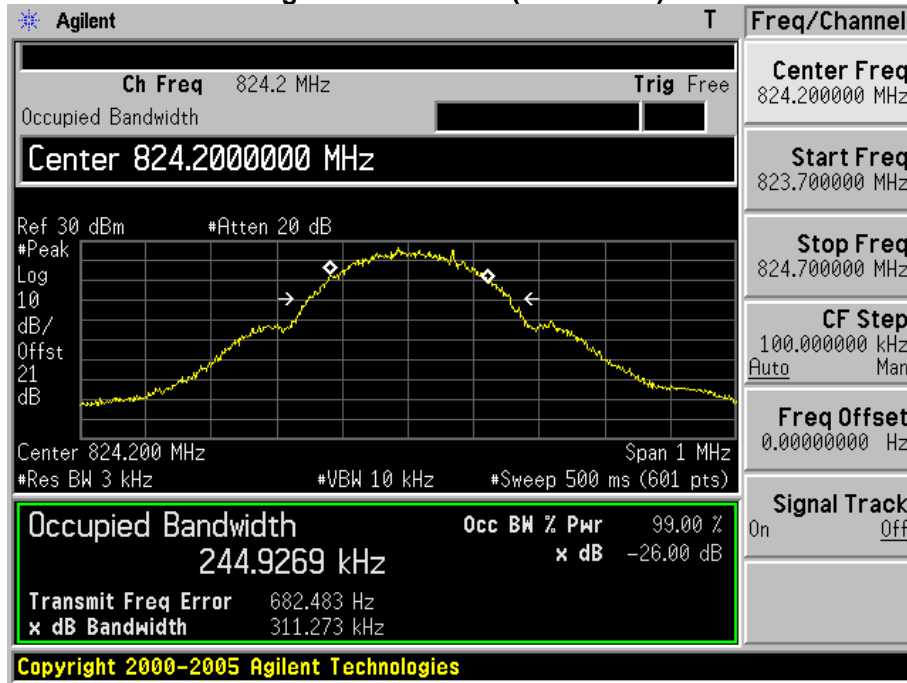 Agilent T Freq/Channel
Ch Freq 824.2 MHz Trig Free
Occupied Bandwidth
Center 824.2000000 MHz
Ref 30 dBm #Atten 20 dB
#Peak
Log
10
dB/
Offst
21
dB
Center 824.200 MHz Span 1 MHz
#Res BW 3 kHz #VBW 10 kHz #Sweep 500 ms (601 pts)
Occupied Bandwidth Occ BW % Pwr 99.00 %
244.9269 kHz x dB -26.00 dB
Transmit Freq Error 682.483 Hz
x dB Bandwidth 311.273 kHz
Center Freq
824.200000 MHz
Start Freq
823.700000 MHz
Stop Freq
824.700000 MHz
CF Step
100.000000 kHz
Auto Man
Freq Offset
0.00000000 Hz
Signal Track
On Off
Copyright 2000-2005 Agilent Technologies